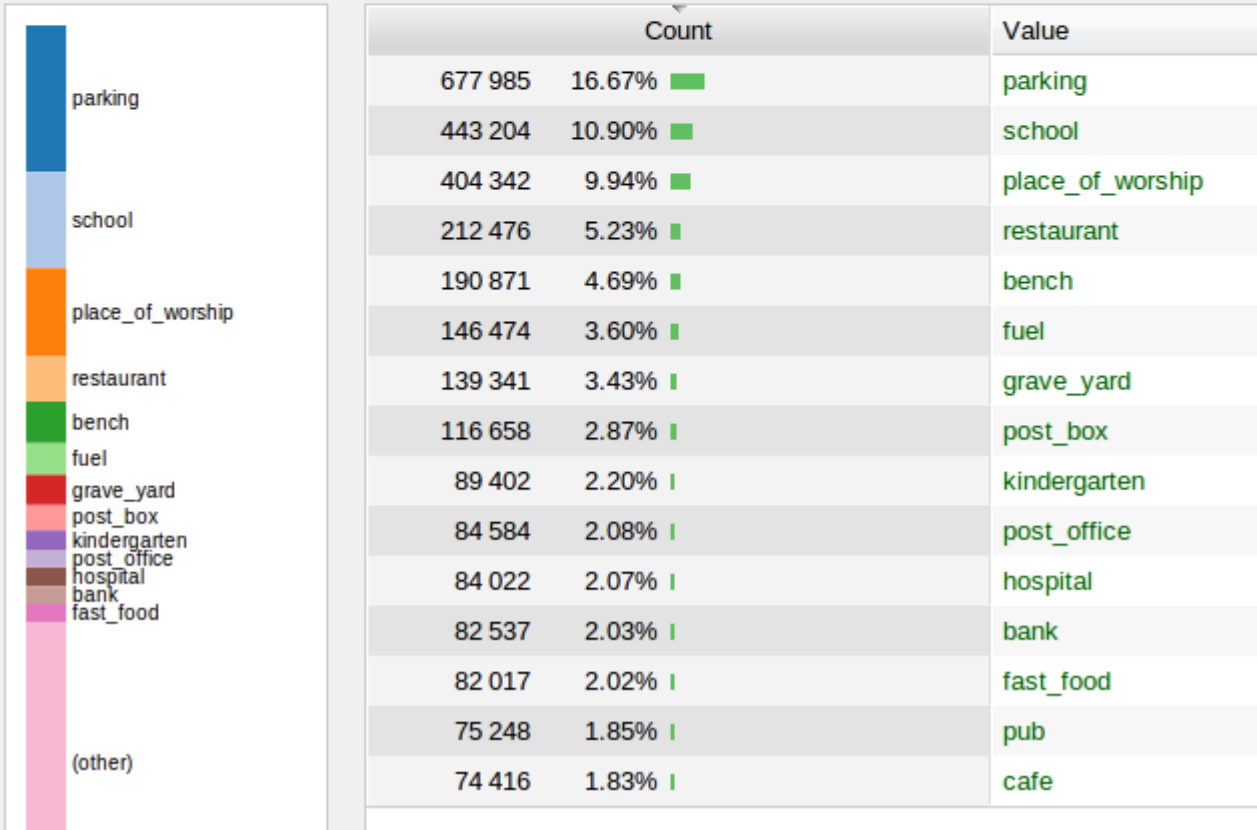 parking
school
place_of_worship
restaurant
bench
fuel
grave_yard
post_box
kindergarten
post_office
hospital
bank
fast_food
(other)
Count Value
677 985 16.67% parking
443 204 10.90% school
404 342 9.94% place_of_worship
212 476 5.23% restaurant
190 871 4.69% bench
146 474 3.60% fuel
139 341 3.43% grave_yard
116 658 2.87% post_box
89 402 2.20% kindergarten
84 584 2.08% post_office
84 022 2.07% hospital
82 537 2.03% bank
82 017 2.02% fast_food
75 248 1.85% pub
74 416 1.83% cafe